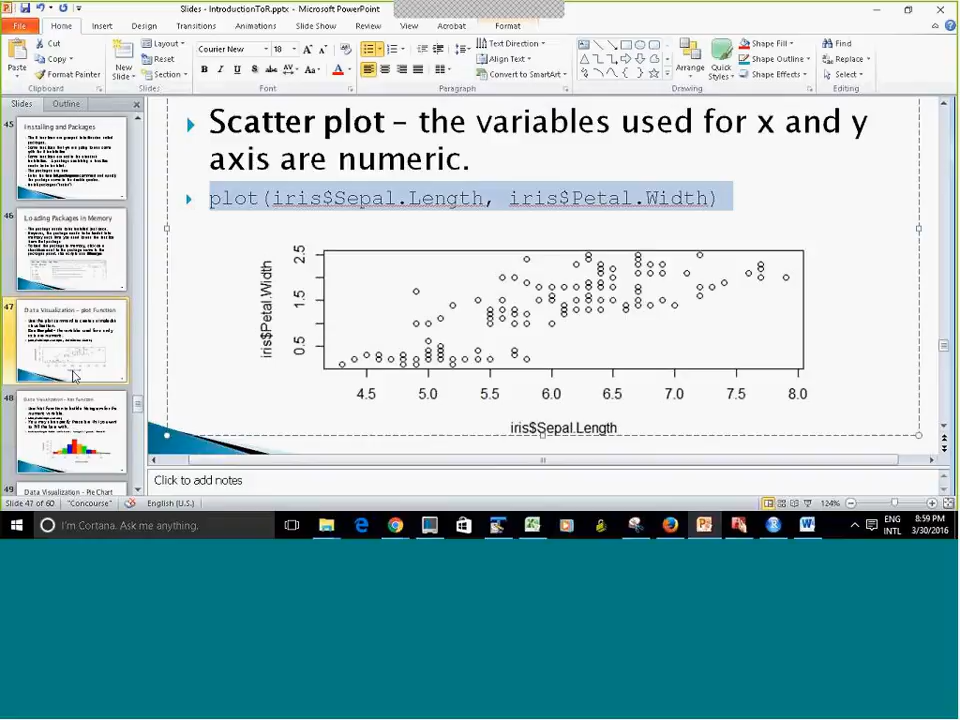 Slides - IntroductionToR.pptx - Microsoft PowerPoint
File Home Insert Design Transitions Animations Slide Show Review View Acrobat Format
Paste
Cut
Copy
Format Painter
Clipboard
New
Slide
Layout
Reset
Section
Slides
Courier New 18
B I U S abc AV Aa A
Font
Text Direction
Align Text
Convert to SmartArt
Paragraph
Arrange
Quick
Styles
Shape Fill
Shape Outline
Shape Effects
Drawing
Find
Replace
Select
Editing
Slides Outline
45
Installing and Packages
46
Loading Packages in Memory
47
Data Visualization - plot Function
48
49
Data Visualization - Pie Chart
Scatter plot – the variables used for x and y
axis are numeric.
plot(iris$Sepal.Length, iris$Petal.Width)
iris$Petal.Width
2.5
1.5
0.5
4.5 5.0 5.5 6.0 6.5 7.0 7.5 8.0
iris$Sepal.Length
Click to add notes
Slide 47 of 60 "Concourse" English (U.S.) 124%
I'm Cortana. Ask me anything.
ENG
INTL
8:59 PM
3/30/2016